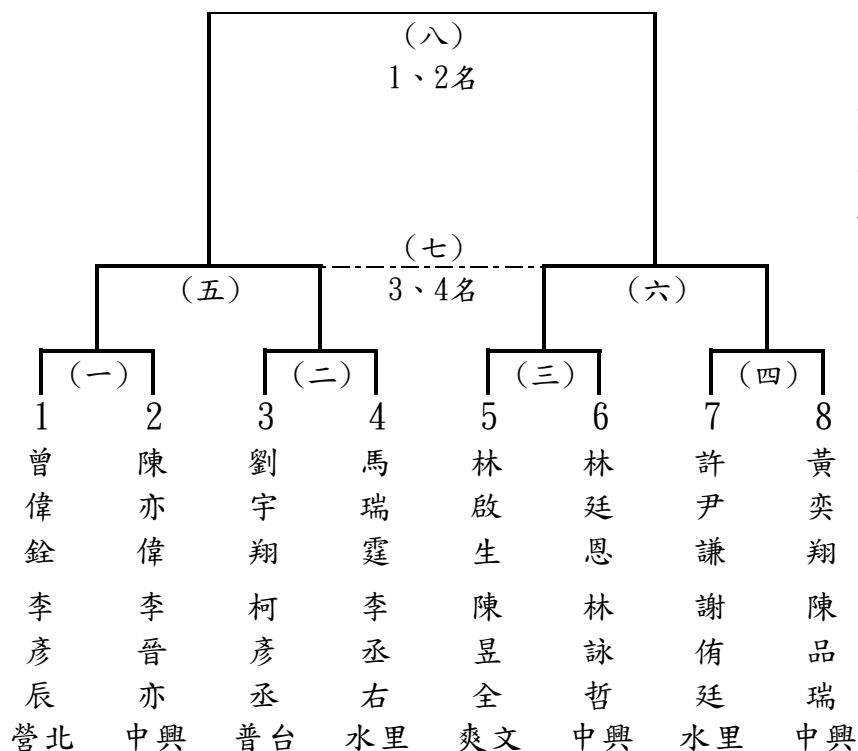 (八)
1、2名
(七)
3、4名
(五)
(六)
(一)
(二)
(三)
(四)
1 2 3 4 5 6 7 8
曾偉銓
李彥辰
營北
陳亦偉
李晉亦
中興
劉宇翔
柯彥丞
普台
馬瑞霆
李丞右
水里
林啟生
陳昱全
爽文
林廷恩
林詠哲
中興
許尹謙
謝侑廷
水里
黃奕翔
陳品瑞
中興